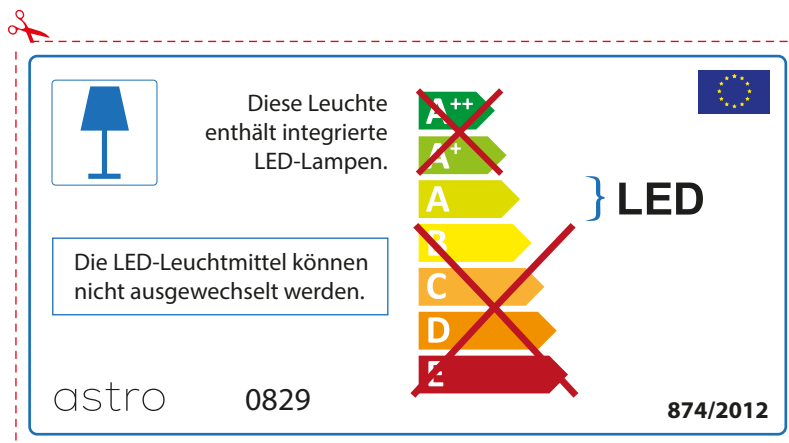 Diese Leuchte
enthält integrierte
LED-Lampen.
Die LED-Leuchtmittel können
nicht ausgewechselt werden.
A++
A+
A
B
C
D
E
LED
astro
0829
874/2012